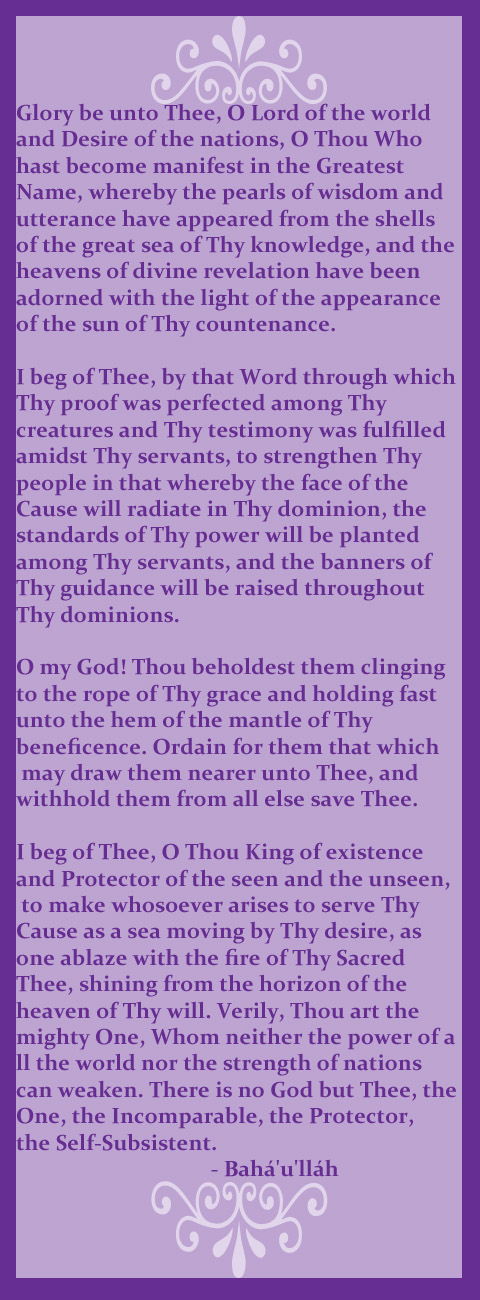 Glory be unto Thee, O Lord of the world
and Desire of the nations, O Thou Who
hast become manifest in the Greatest
Name, whereby the pearls of wisdom and
utterance have appeared from the shells
of the great sea of Thy knowledge, and the
heavens of divine revelation have been
adorned with the light of the appearance
of the sun of Thy countenance.

I beg of Thee, by that Word through which
Thy proof was perfected among Thy
creatures and Thy testimony was fulfilled
amidst Thy servants, to strengthen Thy
people in that whereby the face of the
Cause will radiate in Thy dominion, the
standards of Thy power will be planted
among Thy servants, and the banners of
Thy guidance will be raised throughout
Thy dominions.

O my God! Thou beholdest them clinging
to the rope of Thy grace and holding fast
unto the hem of the mantle of Thy
beneficence. Ordain for them that which
may draw them nearer unto Thee, and
withhold them from all else save Thee.

I beg of Thee, O Thou King of existence
and Protector of the seen and the unseen,
to make whosoever arises to serve Thy
Cause as a sea moving by Thy desire, as
one ablaze with the fire of Thy Sacred
Thee, shining from the horizon of the
heaven of Thy will. Verily, Thou art the
mighty One, Whom neither the power of a
ll the world nor the strength of nations
can weaken. There is no God but Thee, the
One, the Incomparable, the Protector,
the Self-Subsistent.
- Bahá'u'lláh